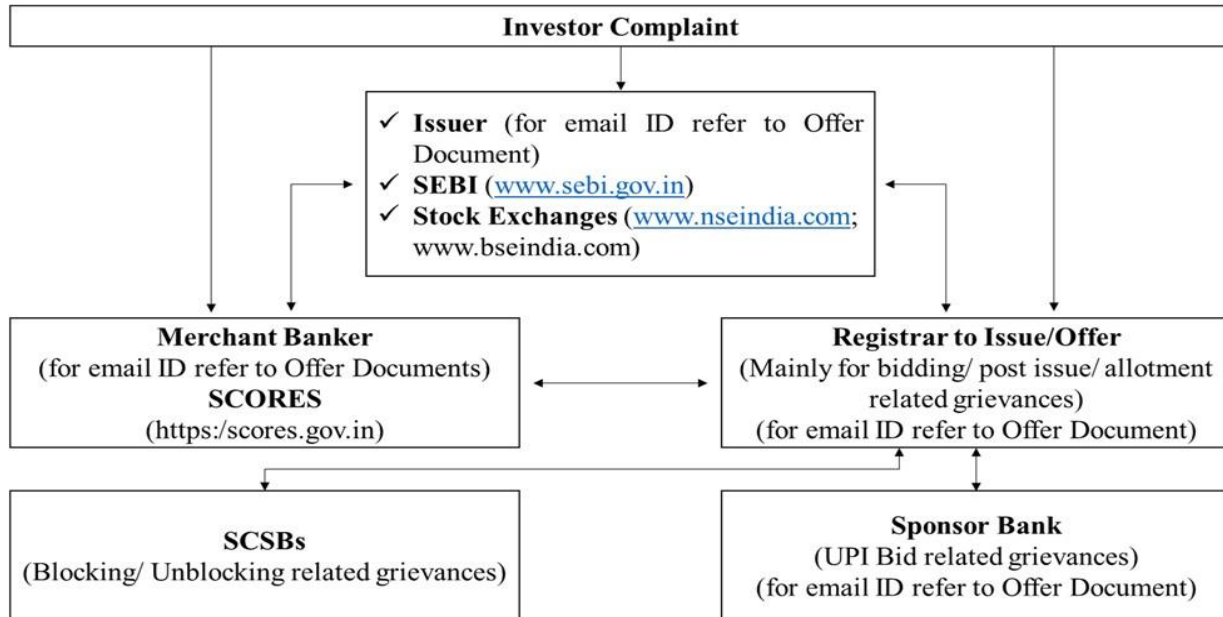 Investor Complaint
✓ Issuer (for email ID refer to Offer
Document)
✓ SEBI (www.sebi.gov.in)
✓ Stock Exchanges (www.nseindia.com;
www.bseindia.com)
Merchant Banker
(for email ID refer to Offer Documents)
SCORES
(https:/scores.gov.in)
Registrar to Issue/Offer
(Mainly for bidding/ post issue/ allotment
related grievances)
(for email ID refer to Offer Document)
SCSBs
(Blocking/ Unblocking related grievances)
Sponsor Bank
(UPI Bid related grievances)
(for email ID refer to Offer Document)